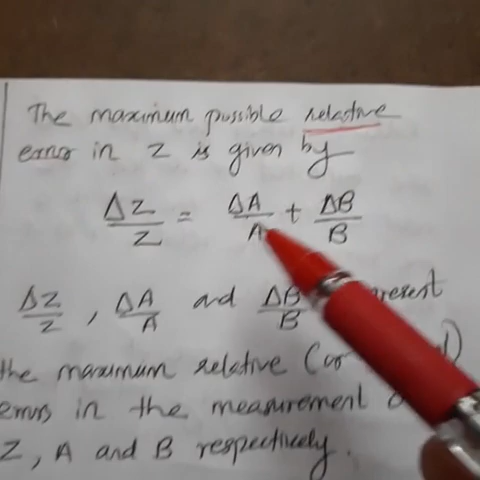 The maximum possible relative
error in Z is given by
ΔZ/Z = ΔA/A + ΔB/B
ΔZ/Z, ΔA/A and ΔB/B
the maximum relative (or
errors in the measurement
Z, A and B respectively.